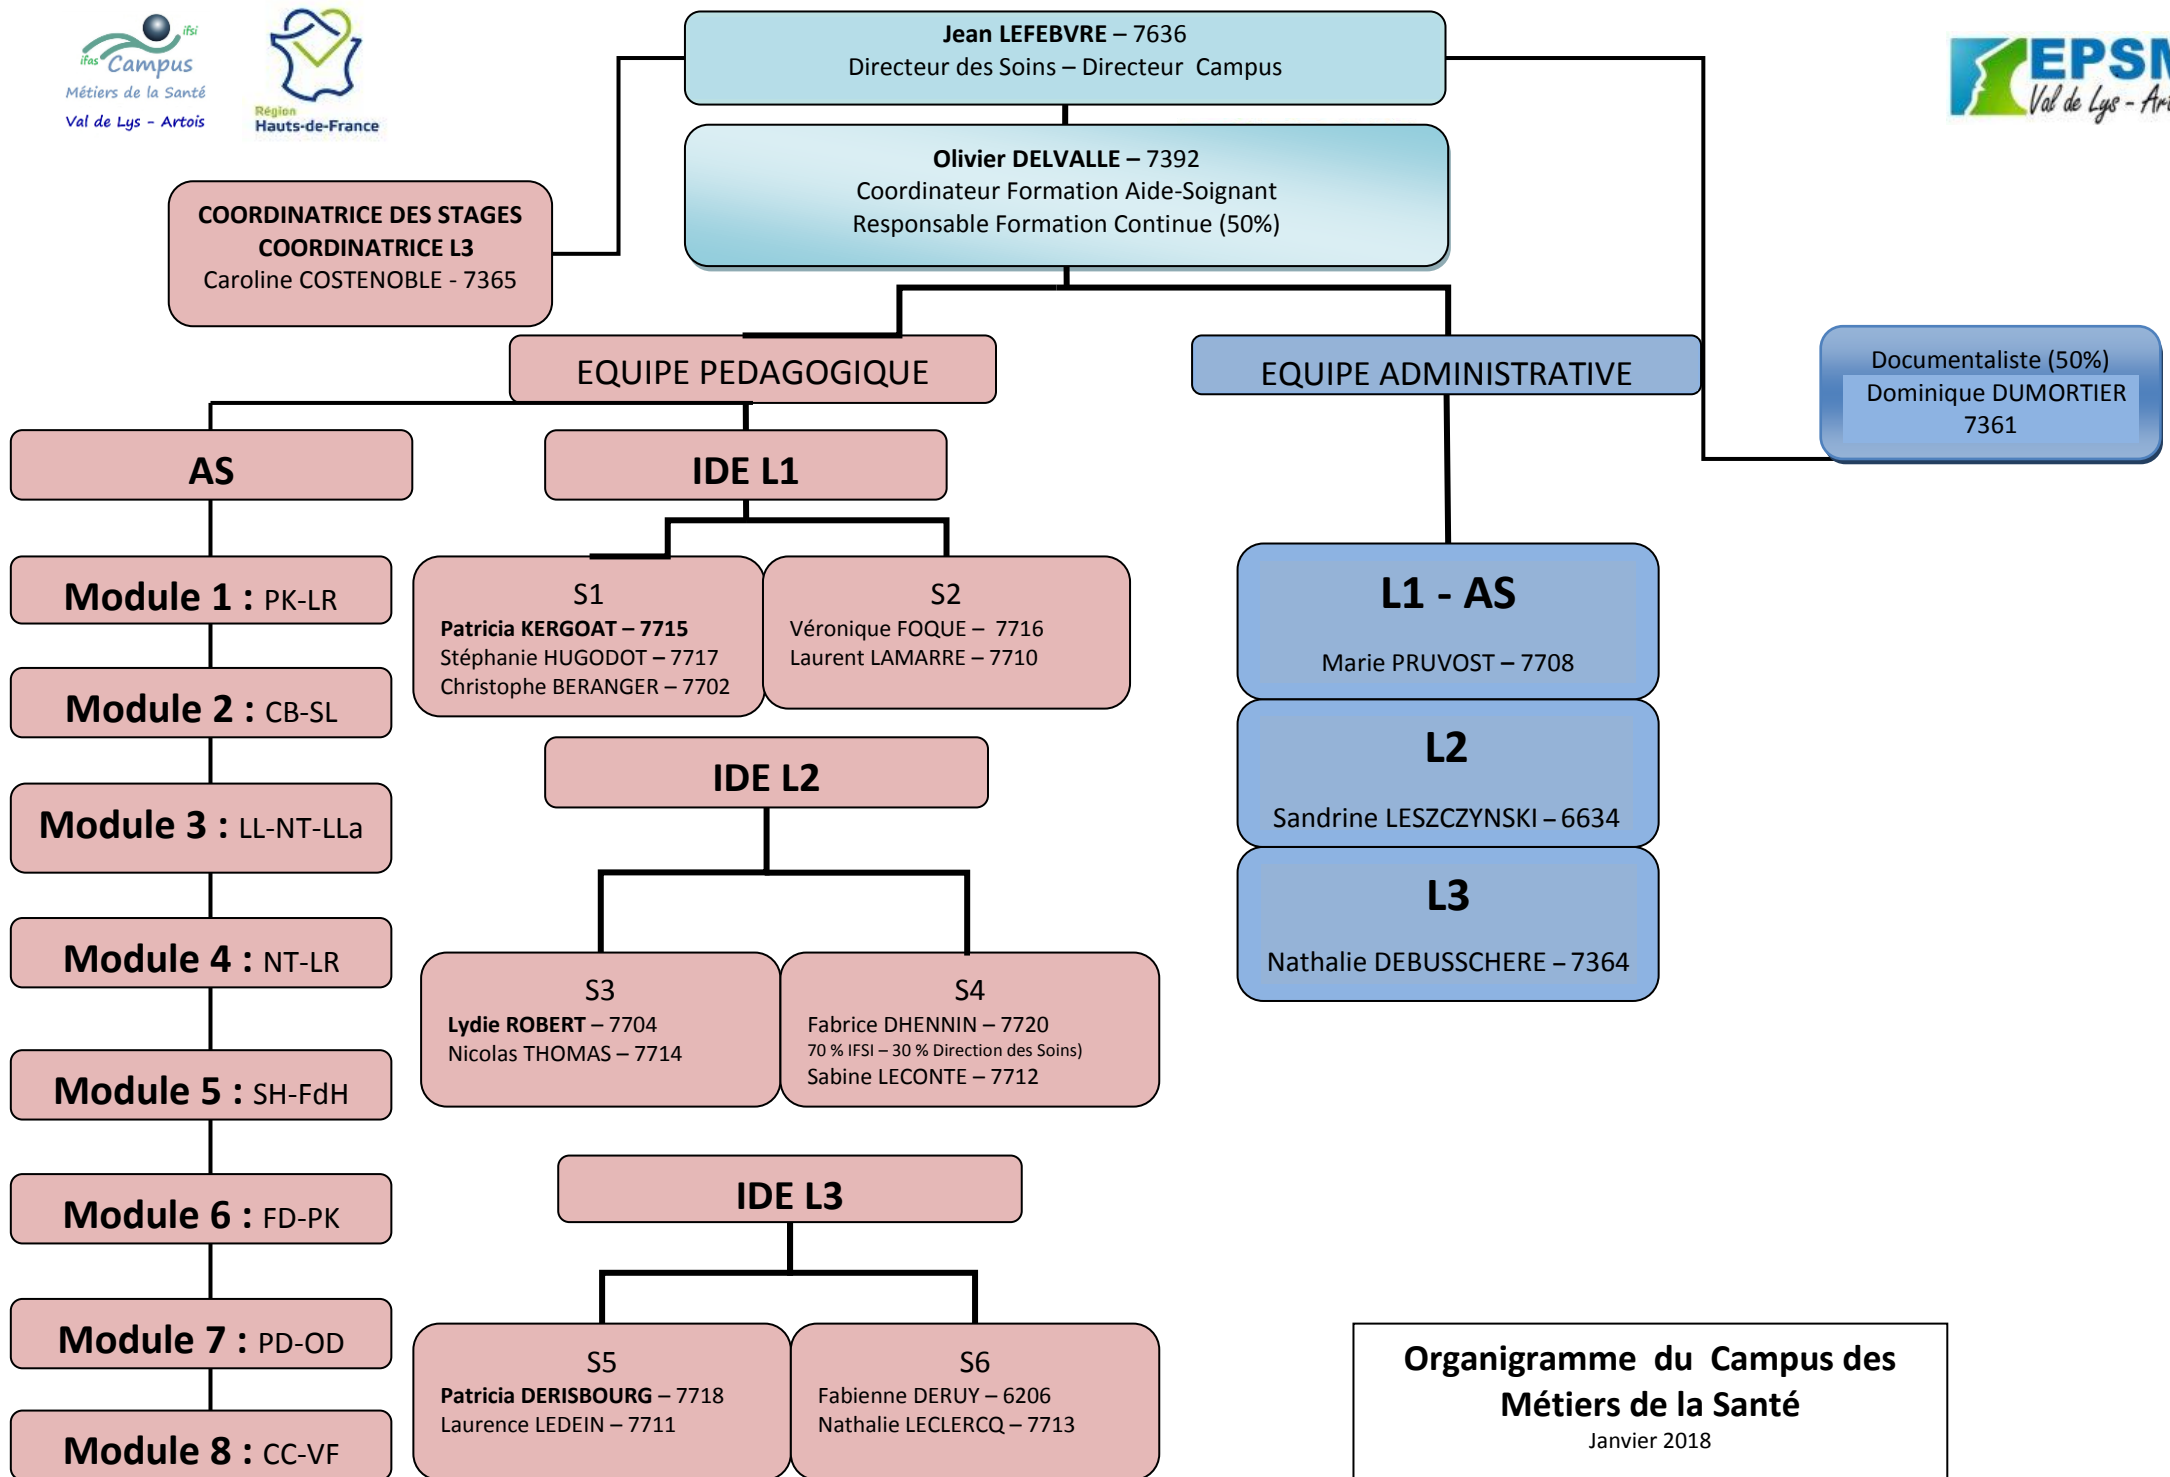 ifsi
ifas Campus
Métiers de la Santé
Val de Lys - Artois
Région
Hauts-de-France
Jean LEFEBVRE – 7636
Directeur des Soins – Directeur Campus
EPSM
Val de Lys - Art
Olivier DELVALLE – 7392
Coordinateur Formation Aide-Soignant
Responsable Formation Continue (50%)
COORDINATRICE DES STAGES
COORDINATRICE L3
Caroline COSTENOBLE - 7365
EQUIPE PEDAGOGIQUE
EQUIPE ADMINISTRATIVE
Documentaliste (50%)
Dominique DUMORTIER
7361
AS
IDE L1
Module 1 : PK-LR
Module 2 : CB-SL
Module 3 : LL-NT-LLa
Module 4 : NT-LR
Module 5 : SH-FdH
Module 6 : FD-PK
Module 7 : PD-OD
Module 8 : CC-VF
S1
Patricia KERGOAT – 7715
Stéphanie HUGODOT – 7717
Christophe BERANGER – 7702
S2
Véronique FOQUE – 7716
Laurent LAMARRE – 7710
IDE L2
S3
Lydie ROBERT – 7704
Nicolas THOMAS – 7714
S4
Fabrice DHENNIN – 7720
70 % IFSI – 30 % Direction des Soins)
Sabine LECONTE – 7712
IDE L3
S5
Patricia DERISBOURG – 7718
Laurence LEDEIN – 7711
S6
Fabienne DERUY – 6206
Nathalie LECLERCQ – 7713
L1 - AS
Marie PRUVOST – 7708
L2
Sandrine LESZCZYNSKI – 6634
L3
Nathalie DEBUSSCHERE – 7364
Organigramme du Campus des
Métiers de la Santé
Janvier 2018